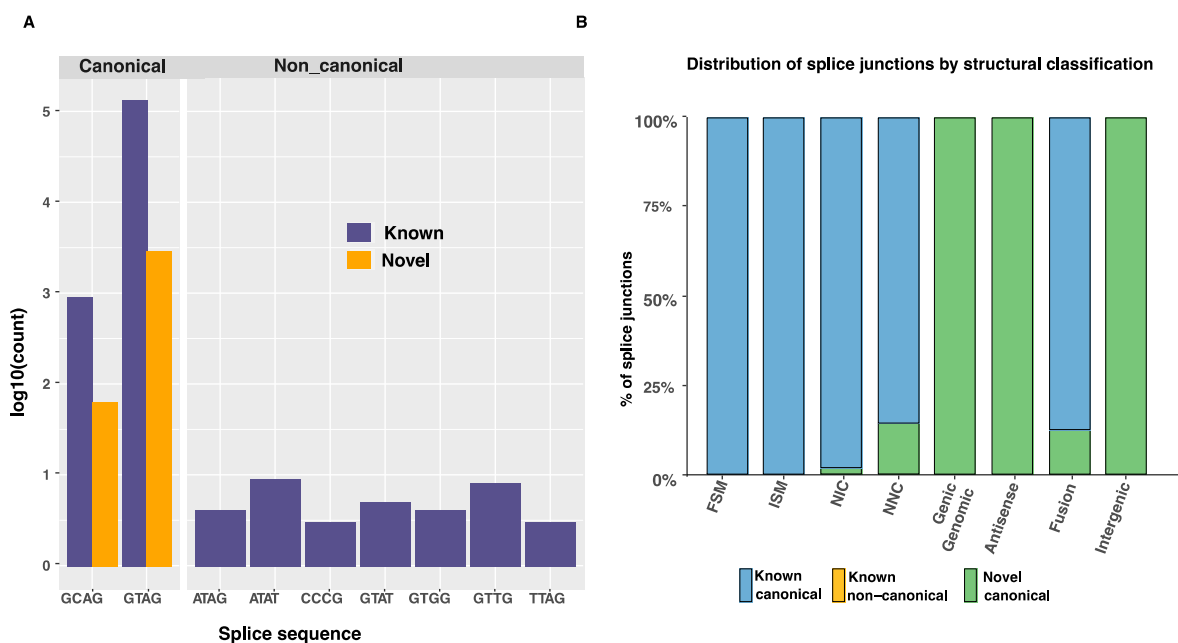 A
Canonical
Non_canonical
5
4
3
2
1
0
log10(count)
Known
Novel
GCAG
GTAG
ATAG
ATAT
CCCG
GTAT
GTGG
GTTG
TTAG
Splice sequence
B
Distribution of splice junctions by structural classification
100%
75%
50%
25%
0%
% of splice junctions
FSM
ISM
NIC
NNC
Genic
Genomic
Antisense
Fusion
Intergenic
Known
canonical
Known
non−canonical
Novel
canonical